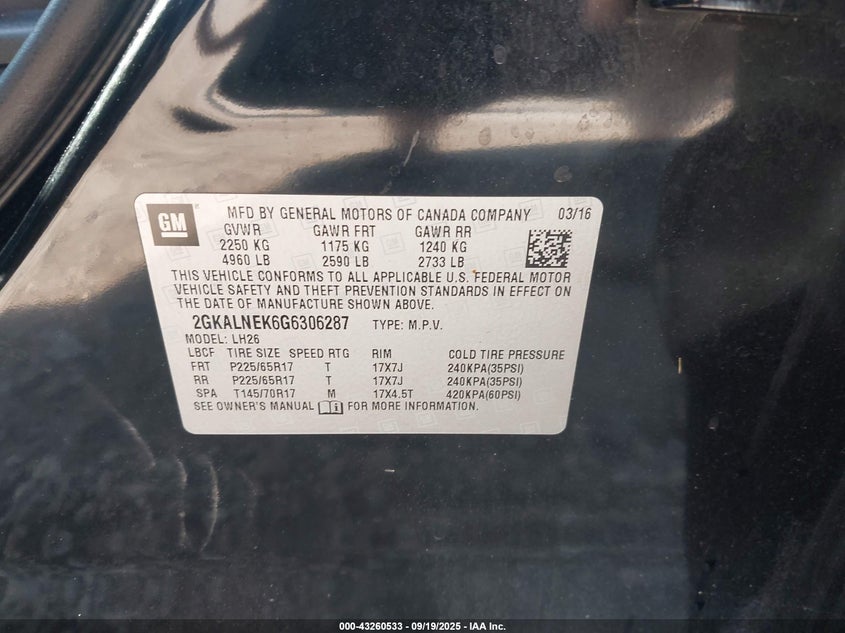 GM
MFD BY GENERAL MOTORS OF CANADA COMPANY 03/16
GVWR GAWR FRT GAWR RR
2250 KG 1175 KG 1240 KG
4960 LB 2590 LB 2733 LB
THIS VEHICLE CONFORMS TO ALL APPLICABLE U.S. FEDERAL MOTOR
VEHICLE SAFETY AND THEFT PREVENTION STANDARDS IN EFFECT ON
THE DATE OF MANUFACTURE SHOWN ABOVE.
2GKALNEK6G6306287 TYPE: M.P.V.
MODEL: LH26
LBCF TIRE SIZE SPEED RTG RIM COLD TIRE PRESSURE
FRT P225/65R17 T 17X7J 240KPA(35PSI)
RR P225/65R17 T 17X7J 240KPA(35PSI)
SPA T145/70R17 M 17X4.5T 420KPA(60PSI)
SEE OWNER'S MANUAL FOR MORE INFORMATION.
000-43260533 - 09/19/2025 - IAA Inc.